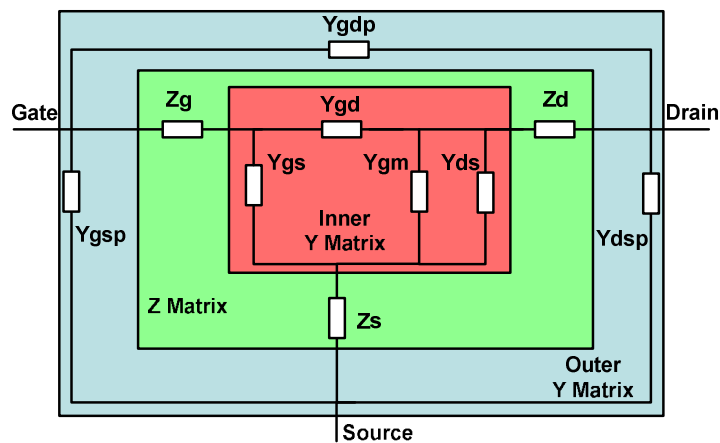 Ygdp
Zg
Ygd
Zd
Gate
Drain
Ygs
Ygm
Yds
Inner
Y Matrix
Ygsp
Ydsp
Z Matrix
Zs
Outer
Y Matrix
Source